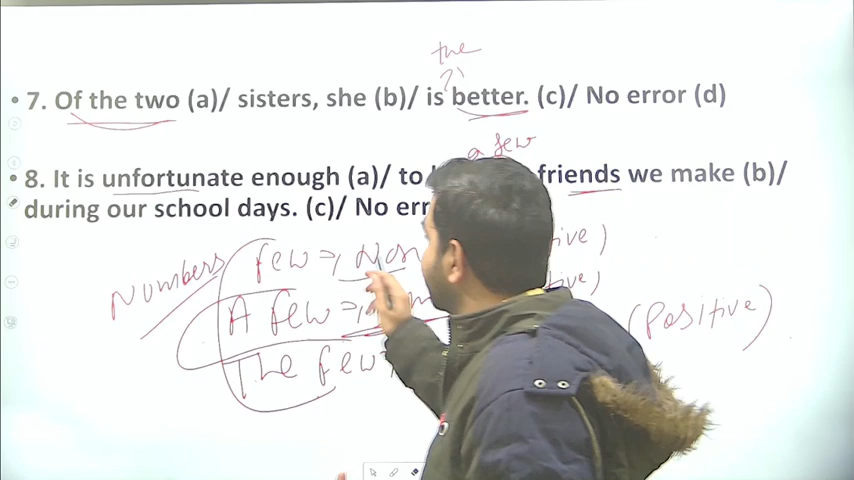 the
• 7. Of the two (a)/ sisters, she (b)/ is better. (c)/ No error (d)
a few
• 8. It is unfortunate enough (a)/ to friends we make (b)/
during our school days. (c)/ No
Numbers
few ⇒ Non
A few ⇒
(Positive)
The few